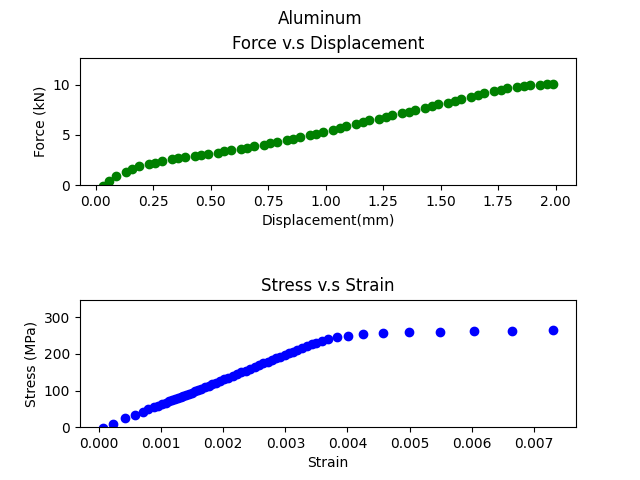 Aluminum
Force v.s Displacement
10
5
0
Force (kN)
0.00 0.25 0.50 0.75 1.00 1.25 1.50 1.75 2.00
Displacement(mm)
Stress v.s Strain
300
200
100
0
Stress (MPa)
0.000 0.001 0.002 0.003 0.004 0.005 0.006 0.007
Strain